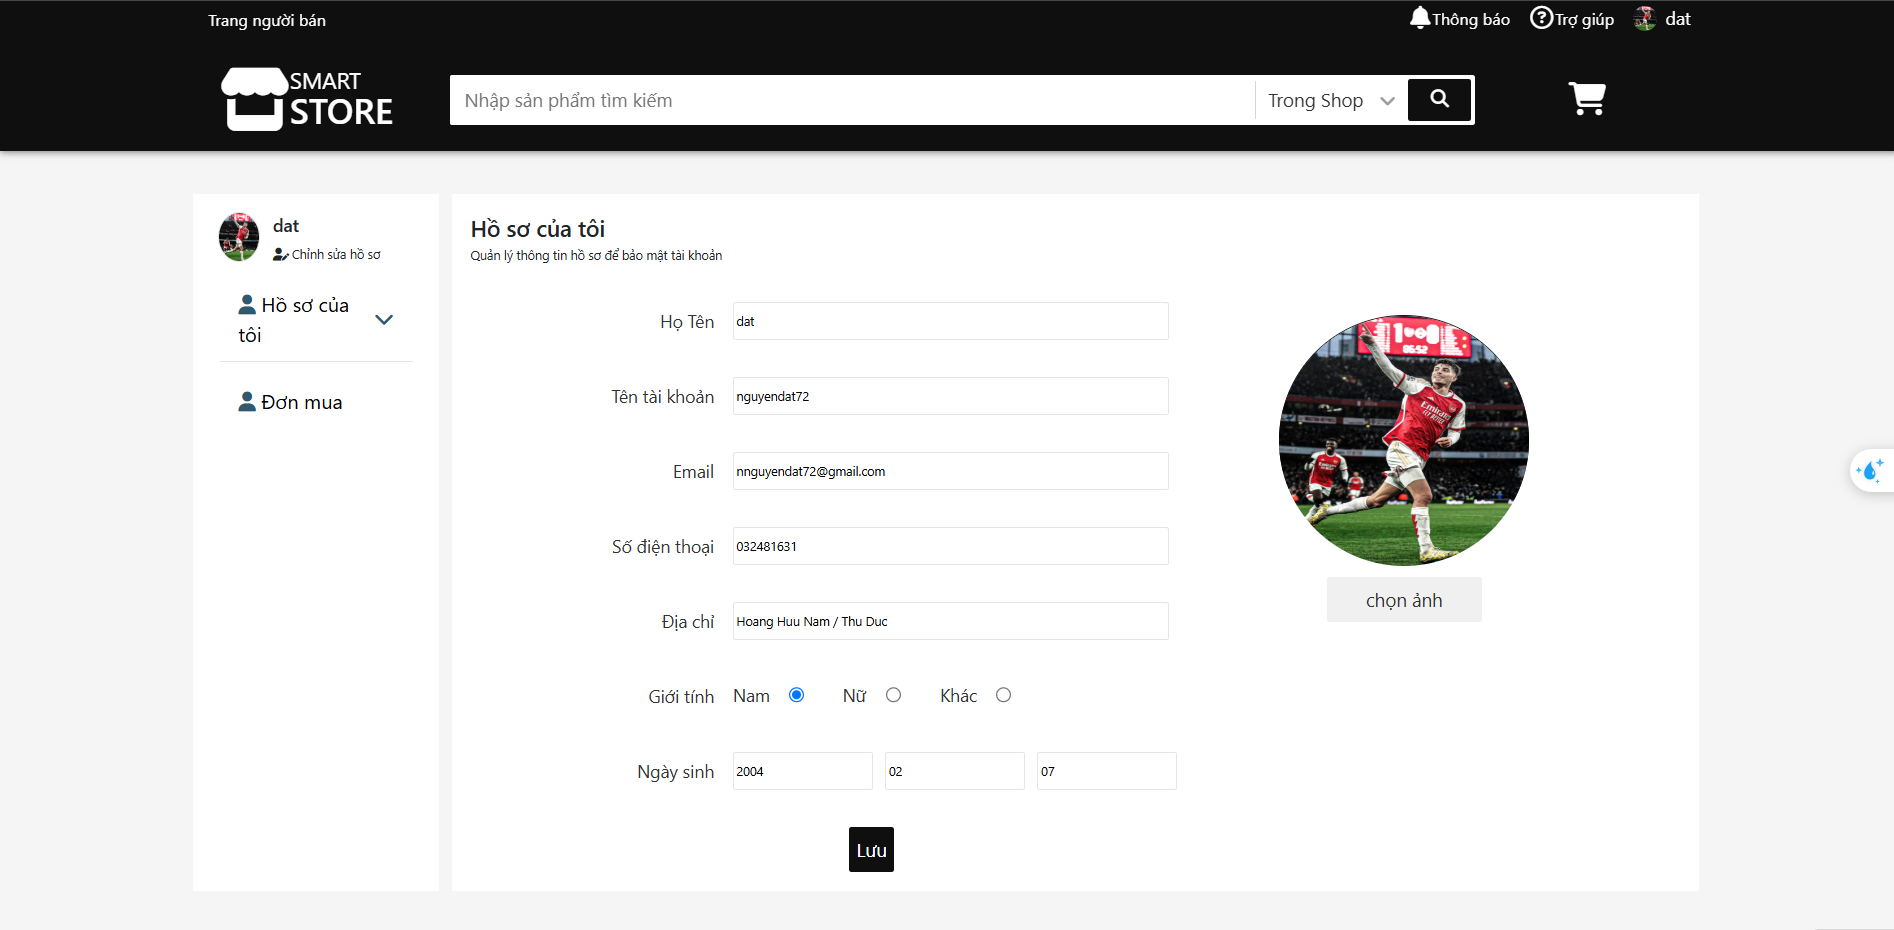 Trang người bán
Thông báo
Trợ giúp
dat
SMART
STORE
Nhập sản phẩm tìm kiếm
Trong Shop
dat
Chỉnh sửa hồ sơ
Hồ sơ của
tôi
Đơn mua
Hồ sơ của tôi
Quản lý thông tin hồ sơ để bảo mật tài khoản
Họ Tên
dat
Tên tài khoản
nguyendat72
Email
nnguyendat72@gmail.com
Số điện thoại
032481631
Địa chỉ
Hoang Huu Nam / Thu Duc
Giới tính
Nam
Nữ
Khác
Ngày sinh
2004
02
07
Lưu
chọn ảnh